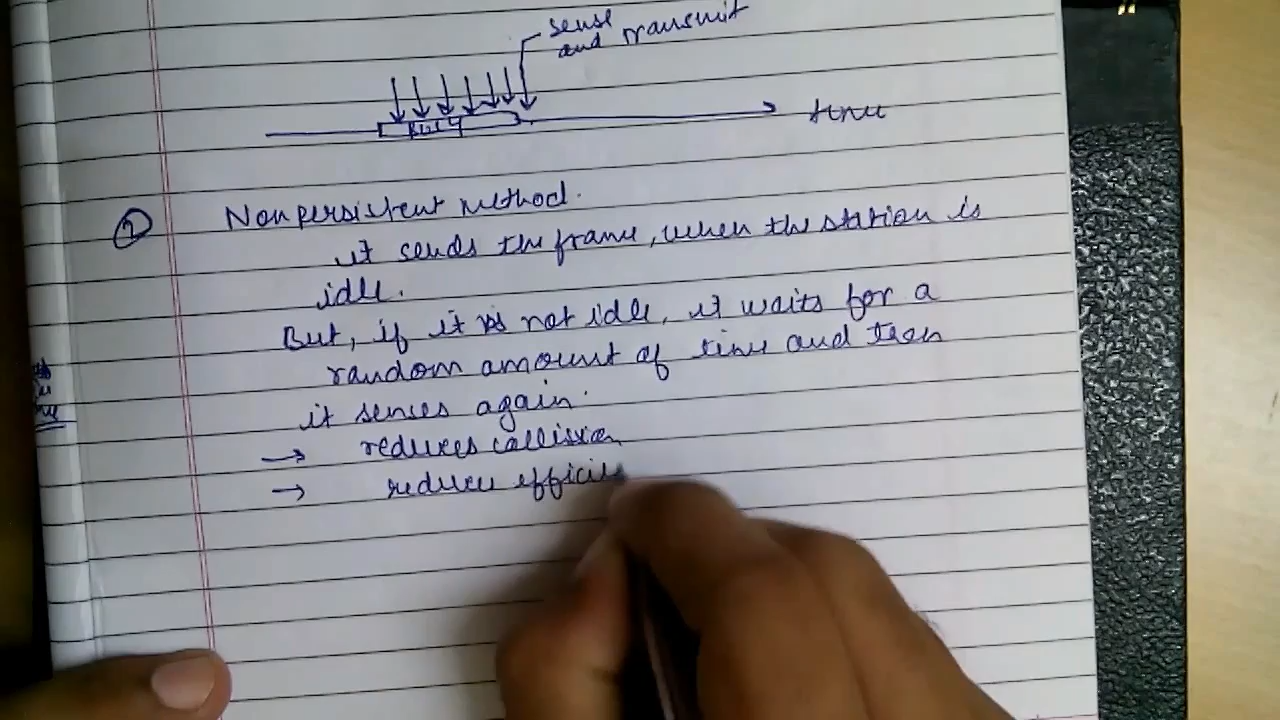 sense
and transmit
Busy
time
2 Nonpersistent method.
it sends the frame, when the station is
idle.
But, if it is not idle, it waits for a
random amount of time and then
it senses again.
→ reduces collision
→ reduces